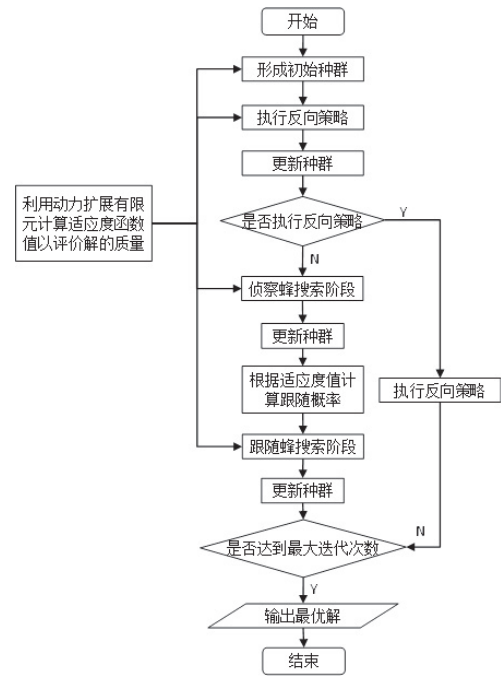 开始
形成初始种群
执行反向策略
更新种群
利用动力扩展有限
元计算适应度函数
值以评价解的质量
是否执行反向策略
Y
N
侦察蜂搜索阶段
更新种群
根据适应度值计
算跟随概率
执行反向策略
跟随蜂搜索阶段
更新种群
N
是否达到最大迭代次数
Y
输出最优解
结束